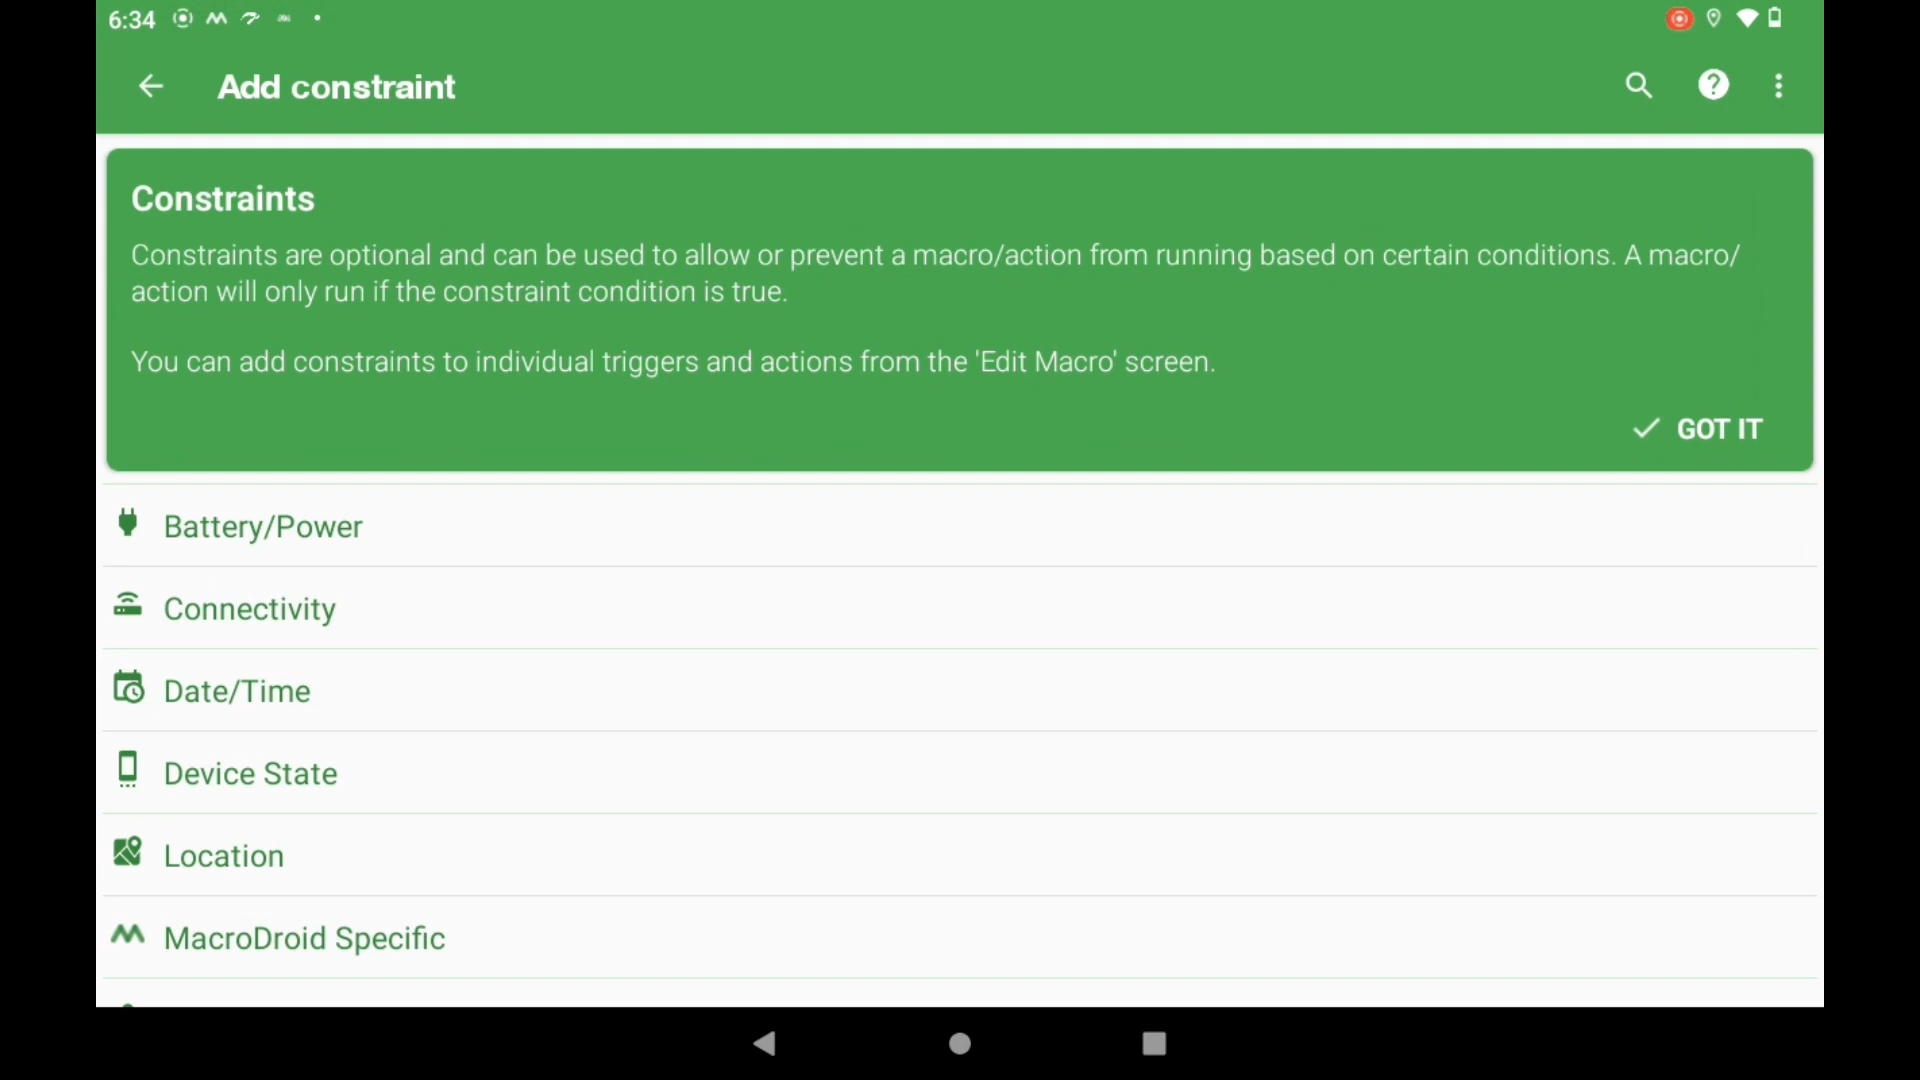 6:34
Add constraint
Constraints
Constraints are optional and can be used to allow or prevent a macro/action from running based on certain conditions. A macro/
action will only run if the constraint condition is true.
You can add constraints to individual triggers and actions from the 'Edit Macro' screen.
GOT IT
Battery/Power
Connectivity
Date/Time
Device State
Location
MacroDroid Specific